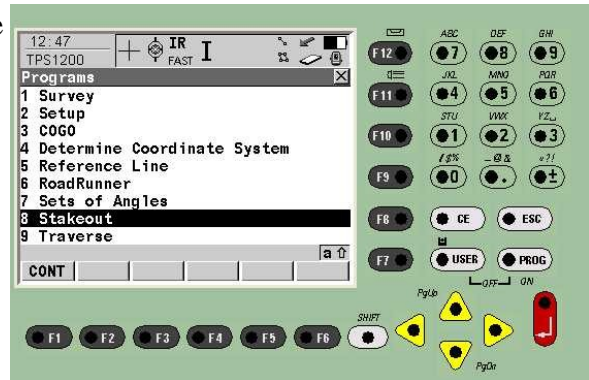 e
12:47
TPS1200
IR
FAST
I
Programs
1 Survey
2 Setup
3 COGO
4 Determine Coordinate System
5 Reference Line
6 RoadRunner
7 Sets of Angles
8 Stakeout
9 Traverse
a
CONT
F12
ABC
DEF
GHI
7
8
9
F11
JKL
MNO
PQR
4
5
6
F10
STU
VWX
YZ
1
2
3
F9
/$%
_@&
*?!
0
.
±
F8
CE
ESC
F7
USER
PROG
OFF
ON
PgUp
SHIFT
F1
F2
F3
F4
F5
F6
PgDn